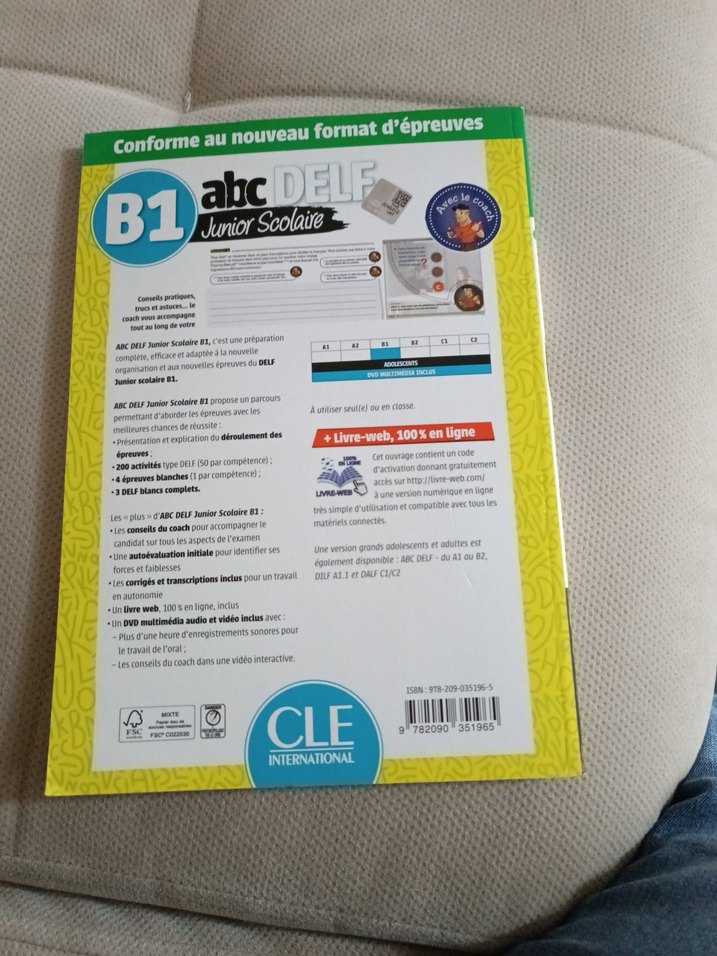 Conforme au nouveau format d'épreuves
B1
abc DELF
Junior Scolaire
Avec le coach
Conseils pratiques,
trucs et astuces... le
coach vous accompagne
tout au long de votre
ABC DELF Junior Scolaire B1, c'est une préparation
complète, efficace et adaptée à la nouvelle
organisation et aux nouvelles épreuves du DELF
Junior scolaire B1.
ABC DELF Junior Scolaire B1 propose un parcours
permettant d'aborder les épreuves avec les
meilleures chances de réussite :
• Présentation et explication du déroulement des
épreuves ;
• 200 activités type DELF (50 par compétence) ;
• 4 épreuves blanches (1 par compétence) ;
• 3 DELF blancs complets.
Les « plus » d'ABC DELF Junior Scolaire B1 :
• Les conseils du coach pour accompagner le
candidat sur tous les aspects de l'examen
• Une autoévaluation initiale pour identifier ses
forces et faiblesses
• Les corrigés et transcriptions inclus pour un travail
en autonomie
• Un livre web, 100 % en ligne, inclus
• Un DVD multimédia audio et vidéo inclus avec :
– Plus d'une heure d'enregistrements sonores pour
le travail de l'oral ;
– Les conseils du coach dans une vidéo interactive.
A1 A2 B1 B2 C1 C2
ADOLESCENTS
DVD MULTIMÉDIA INCLUS
À utiliser seul(e) ou en classe.
+ Livre-web, 100 % en ligne
100%
EN LIGNE
LIVRE-WEB
Cet ouvrage contient un code
d'activation donnant gratuitement
accès sur http://livre-web.com/
à une version numérique en ligne
très simple d'utilisation et compatible avec tous les
matériels connectés.
Une version grands adolescents et adultes est
également disponible : ABC DELF - du A1 au B2,
DILF A1.1 et DALF C1/C2
FSC
MIXTE
Papier issu de
sources responsables
FSC® C022030
DANGER
CLE
INTERNATIONAL
ISBN : 978-209-035196-5
9 782090 351965